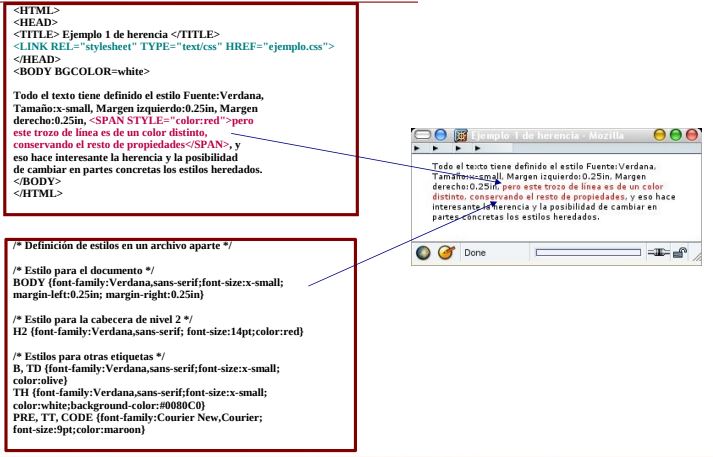 <HTML>
<HEAD>
<TITLE> Ejemplo 1 de herencia </TITLE>
<LINK REL="stylesheet" TYPE="text/css" HREF="ejemplo.css">
</HEAD>
<BODY BGCOLOR=white>
Todo el texto tiene definido el estilo Fuente:Verdana,
Tamaño:x-small, Margen izquierdo:0.25in, Margen
derecho:0.25in, <SPAN STYLE="color:red">pero
este trozo de línea es de un color distinto,
conservando el resto de propiedades</SPAN>, y
eso hace interesante la herencia y la posibilidad
de cambiar en partes concretas los estilos heredados.
</BODY>
</HTML>
/* Definición de estilos en un archivo aparte */
/* Estilo para el documento */
BODY {font-family:Verdana,sans-serif;font-size:x-small;
margin-left:0.25in; margin-right:0.25in}
/* Estilo para la cabecera de nivel 2 */
H2 {font-family:Verdana,sans-serif; font-size:14pt;color:red}
/* Estilos para otras etiquetas */
B, TD {font-family:Verdana,sans-serif;font-size:x-small;
color:olive}
TH {font-family:Verdana,sans-serif;font-size:x-small;
color:white;background-color:#0080C0}
PRE, TT, CODE {font-family:Courier New,Courier;
font-size:9pt;color:maroon}
Ejemplo 1 de herencia - Mozilla
Todo el texto tiene definido el estilo Fuente:Verdana,
Tamaño:x-small, Margen izquierdo:0.25in, Margen
derecho:0.25in, pero este trozo de línea es de un color
distinto, conservando el resto de propiedades, y eso hace
interesante la herencia y la posibilidad de cambiar en
partes concretas los estilos heredados.
Done